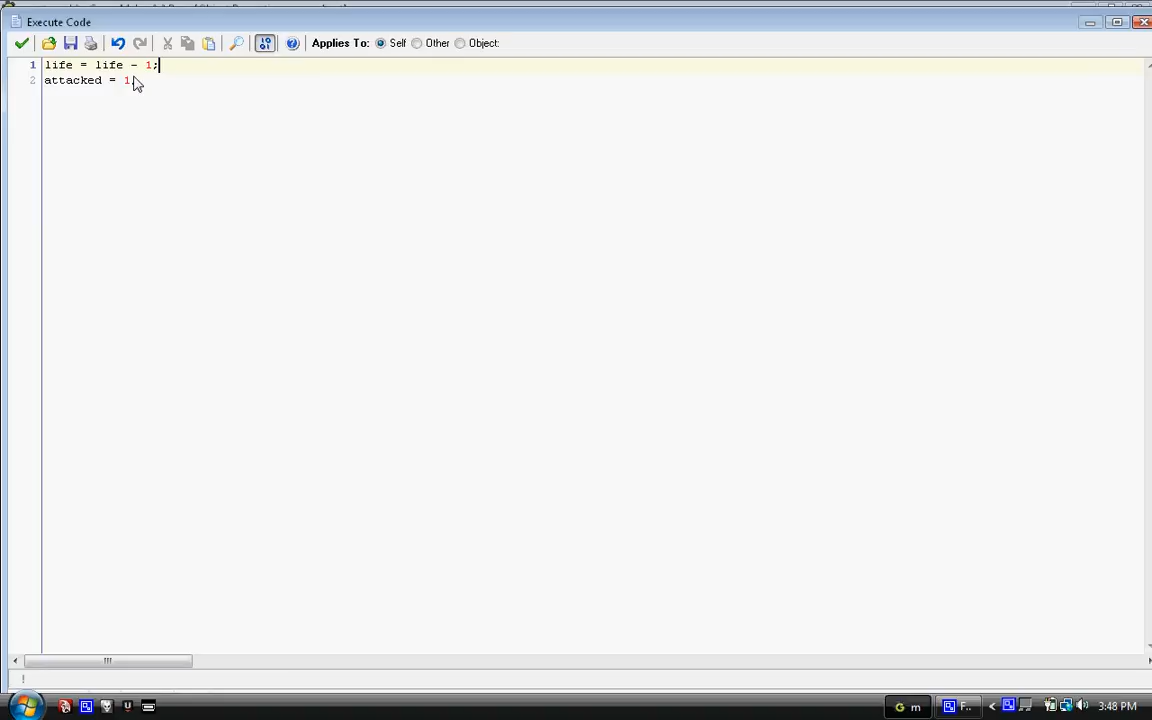 Execute Code
Applies To: Self Other Object:
1 life = life - 1;
2 attacked = 1
!
G m F.. < 3:48 PM